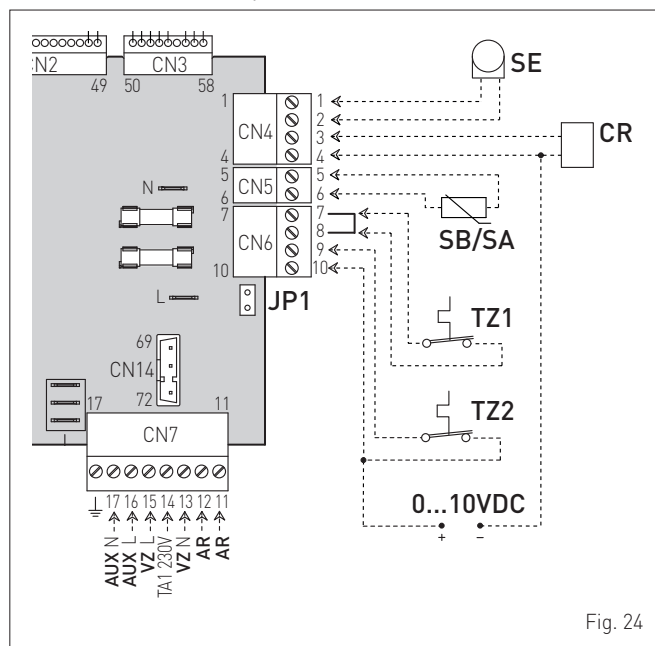 CN2
CN3
49
50
58
SE
1
1
2
CN4
3
CR
4
4
5
5
CN5
6
6
N
7
7
8
SB/SA
CN6
9
10
10
L
JP1
TZ1
69
CN14
72
17
11
TZ2
CN7
0...10VDC
+
–
17
16
15
14
13
12
11
AUX N
AUX L
VZ L
TA1 230V
VZ N
AR
AR
Fig. 24